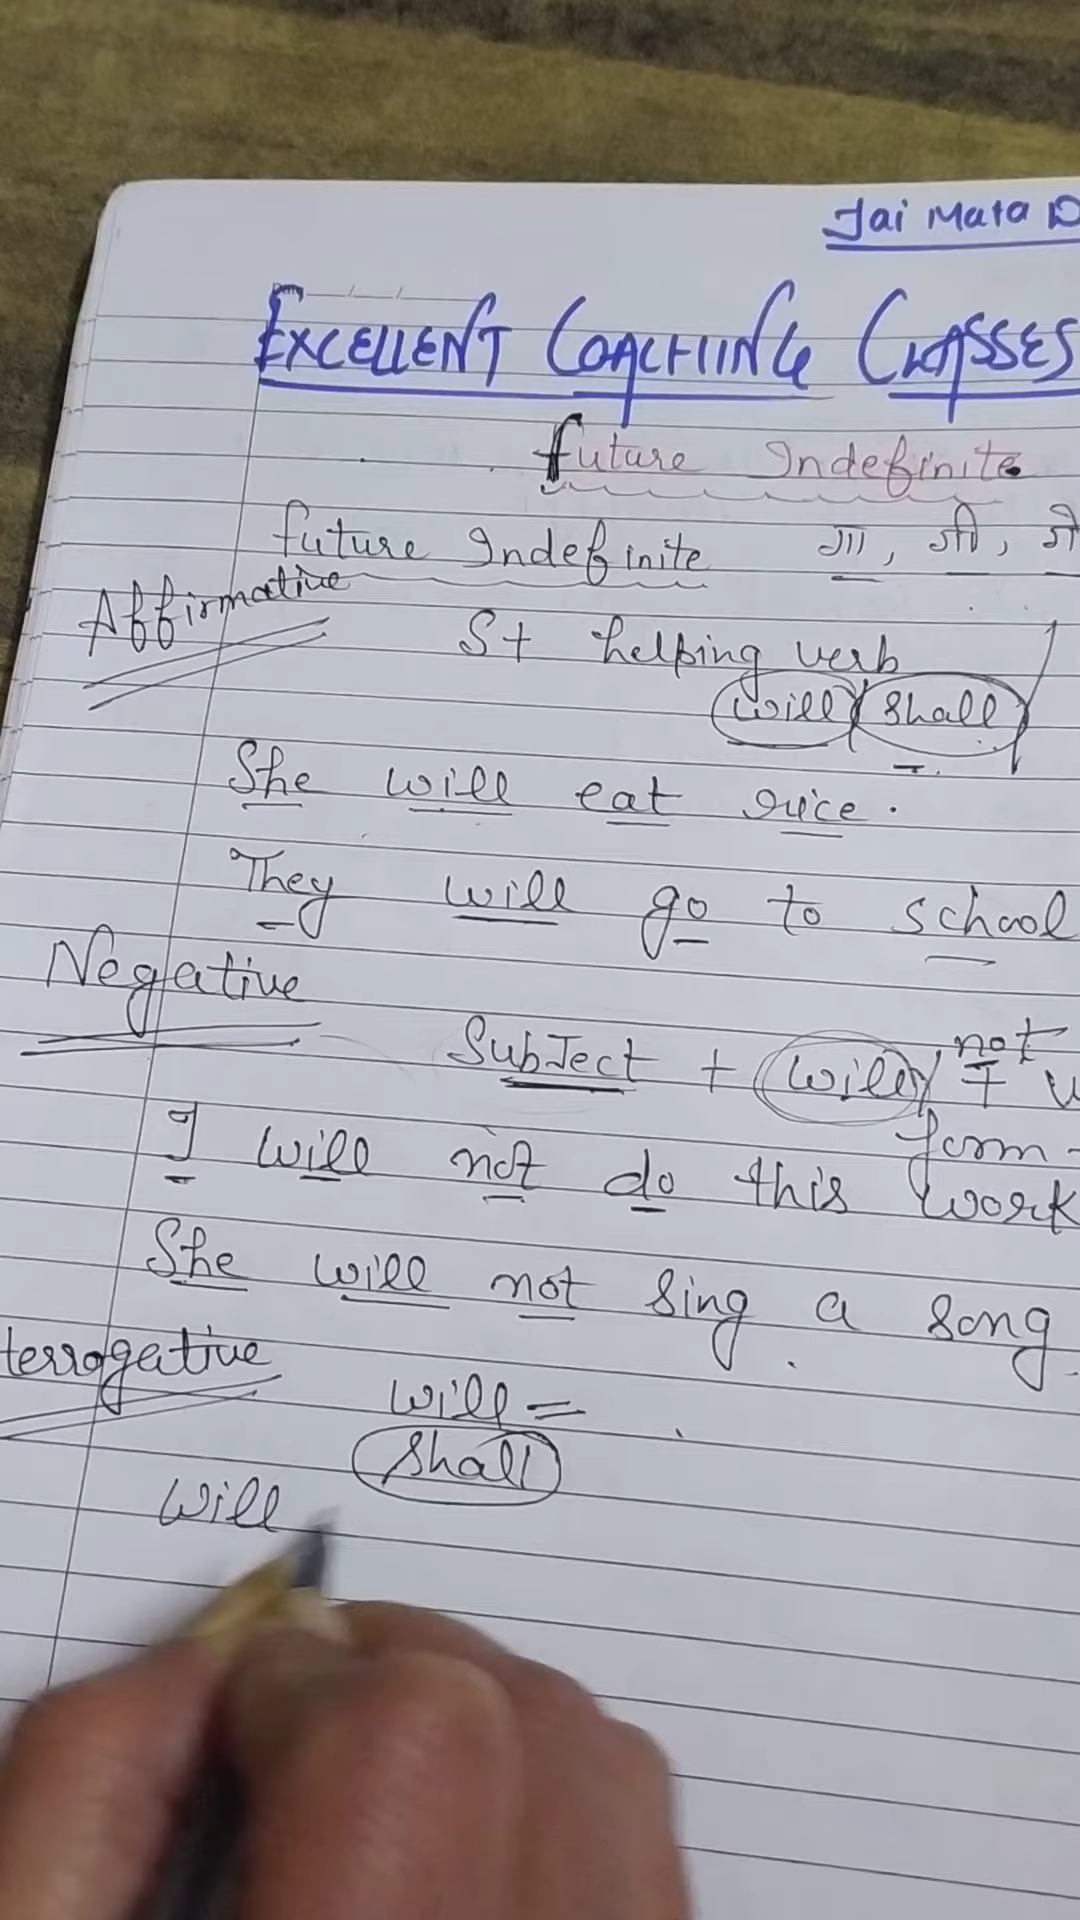 Jai Mata D
EXCELLENT COACHING CLASSES
future Indefinite
future Indefinite गा, गी, गे
Affirmative
S+ helping verb
will / shall
She will eat rice.
They will go to school
Negative
Subject + will / not
+ form
I will not do this work
She will not sing a song.
terrogative
will =
shall
will